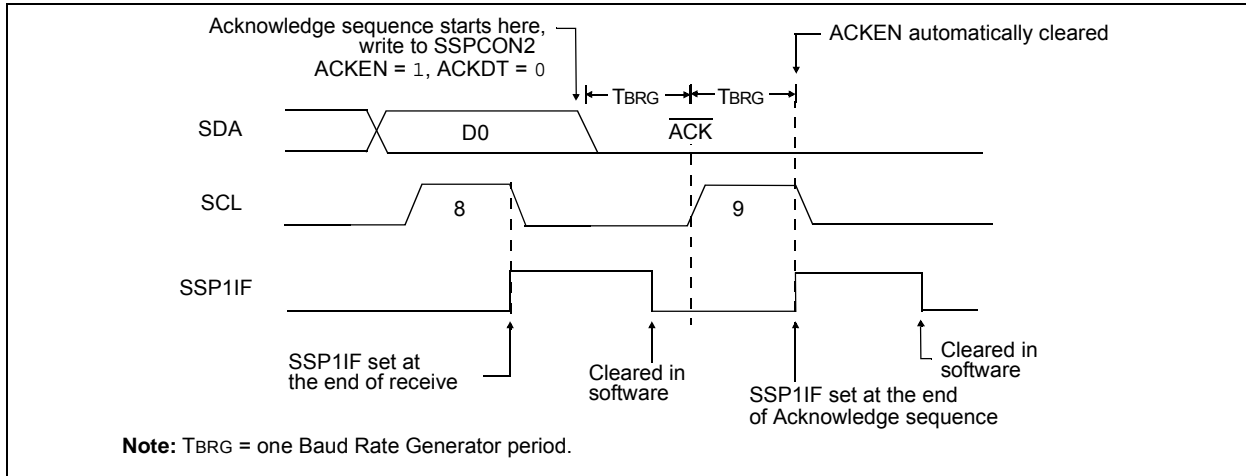 Acknowledge sequence starts here,
write to SSPCON2
ACKEN = 1, ACKDT = 0
ACKEN automatically cleared
TBRG
TBRG
SDA
D0
ACK
SCL
8
9
SSP1IF
SSP1IF set at
the end of receive
Cleared in
software
SSP1IF set at the end
of Acknowledge sequence
Cleared in
software
Note: TBRG = one Baud Rate Generator period.